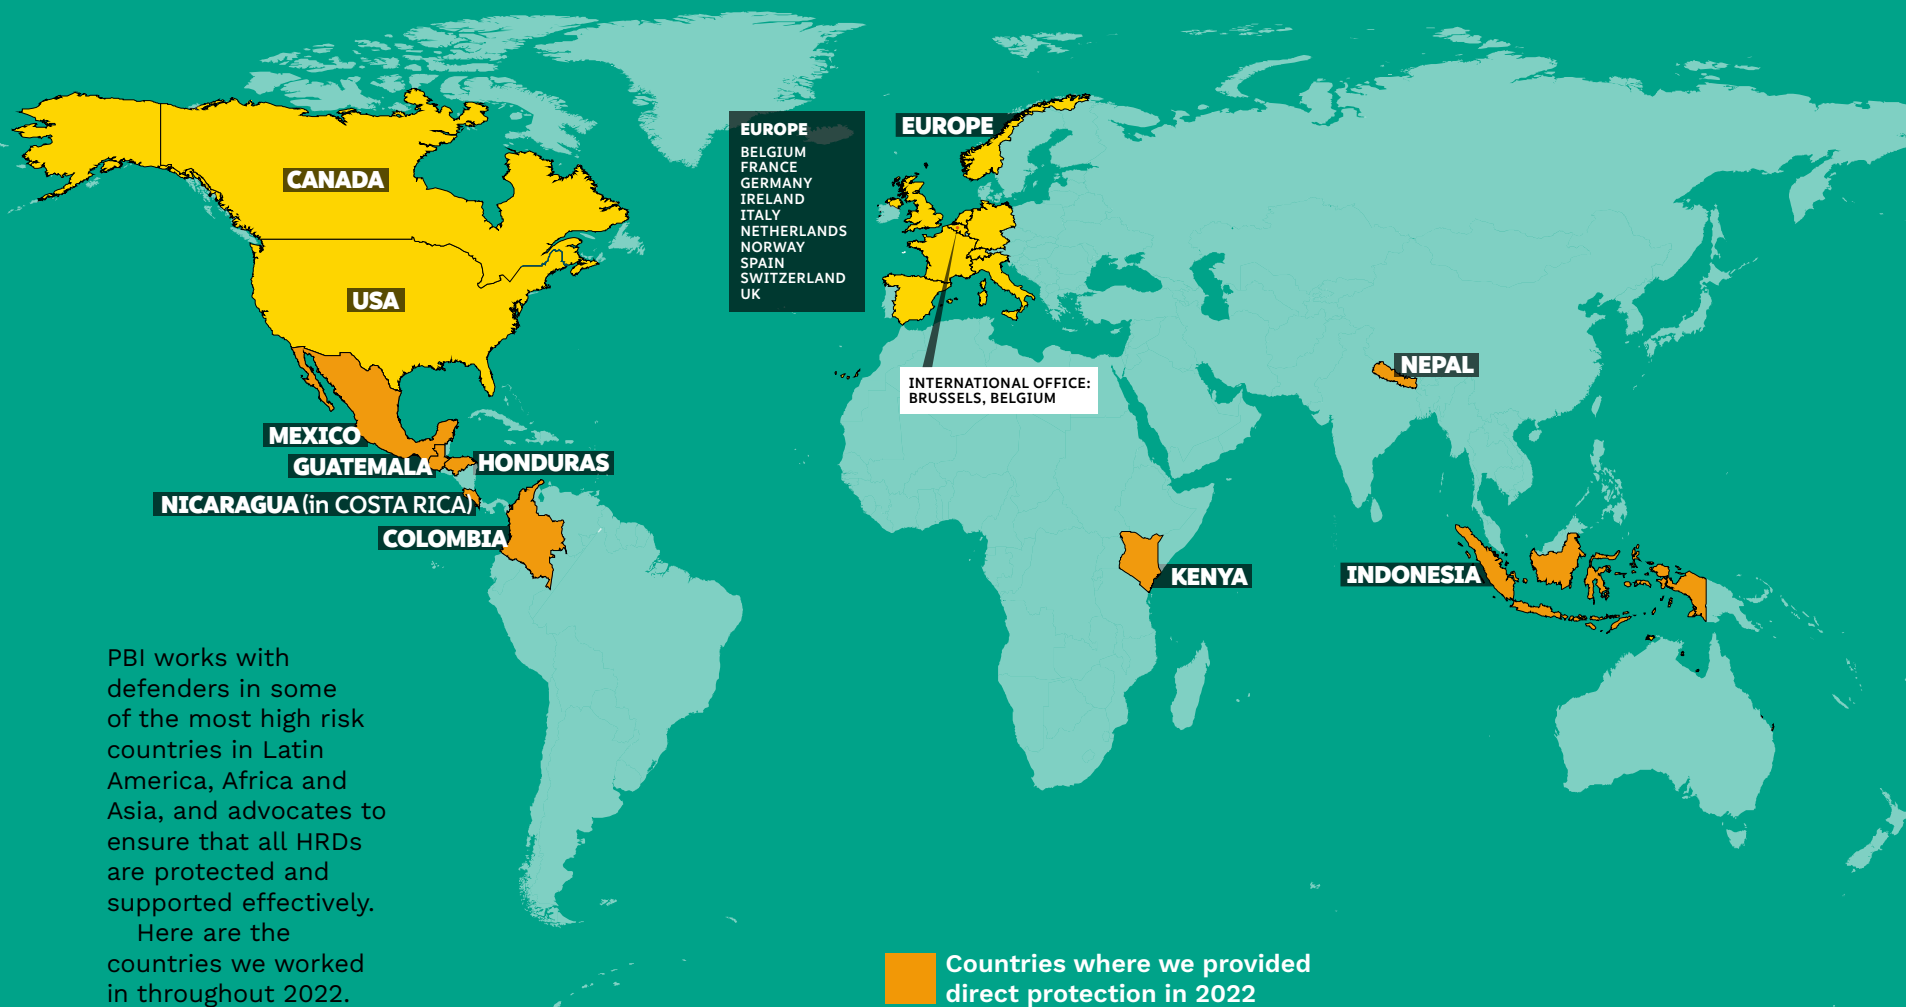 CANADA
USA
EUROPE
BELGIUM
FRANCE
GERMANY
IRELAND
ITALY
NETHERLANDS
NORWAY
SPAIN
SWITZERLAND
UK
EUROPE
INTERNATIONAL OFFICE:
BRUSSELS, BELGIUM
NEPAL
MEXICO
GUATEMALA
HONDURAS
NICARAGUA (in COSTA RICA)
COLOMBIA
KENYA
INDONESIA
PBI works with
defenders in some
of the most high risk
countries in Latin
America, Africa and
Asia, and advocates to
ensure that all HRDs
are protected and
supported effectively.
Here are the
countries we worked
in throughout 2022.
Countries where we provided
direct protection in 2022